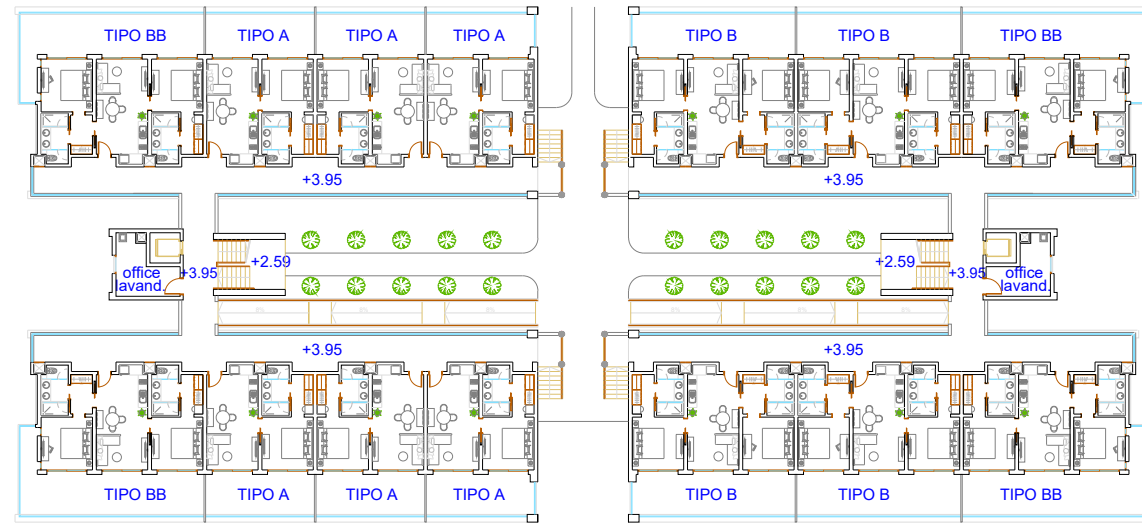 TIPO BB TIPO A TIPO A TIPO A TIPO B TIPO B TIPO BB
+3.95 +3.95
+2.59 +2.59
office +3.95 +3.95 office
lavand. lavand.
+3.95 +3.95
TIPO BB TIPO A TIPO A TIPO A TIPO B TIPO B TIPO BB